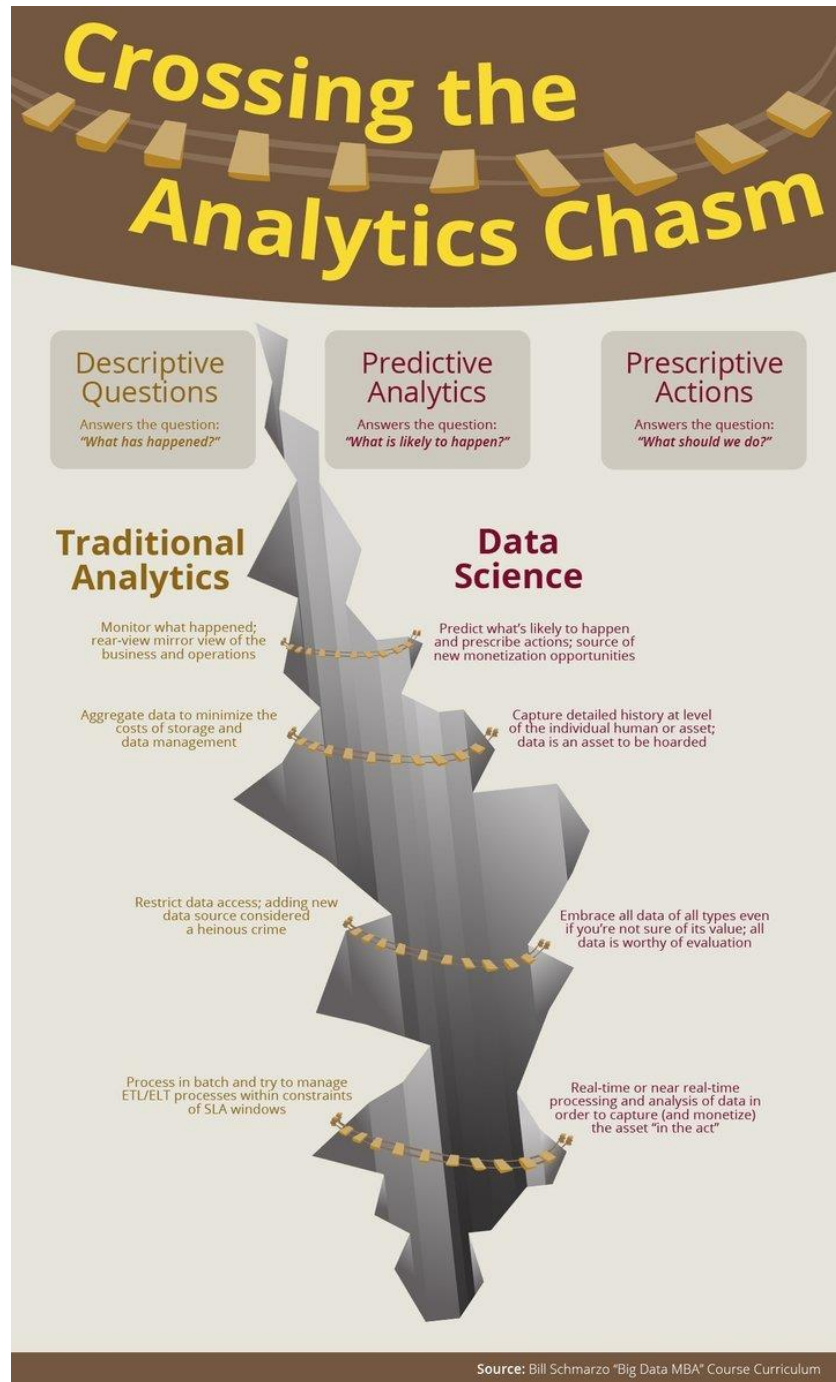 Crossing the
Analytics Chasm
Descriptive
Questions
Answers the question:
“What has happened?”
Predictive
Analytics
Answers the question:
“What is likely to happen?”
Prescriptive
Actions
Answers the question:
“What should we do?”
Traditional
Analytics
Data
Science
Monitor what happened;
rear-view mirror view of the
business and operations
Predict what’s likely to happen
and prescribe actions; source of
new monetization opportunities
Aggregate data to minimize the
costs of storage and
data management
Capture detailed history at level
of the individual human or asset;
data is an asset to be hoarded
Restrict data access; adding new
data source considered
a heinous crime
Embrace all data of all types even
if you’re not sure of its value; all
data is worthy of evaluation
Process in batch and try to manage
ETL/ELT processes within constraints
of SLA windows
Real-time or near real-time
processing and analysis of data in
order to capture (and monetize)
the asset “in the act”
Source: Bill Schmarzo “Big Data MBA” Course Curriculum